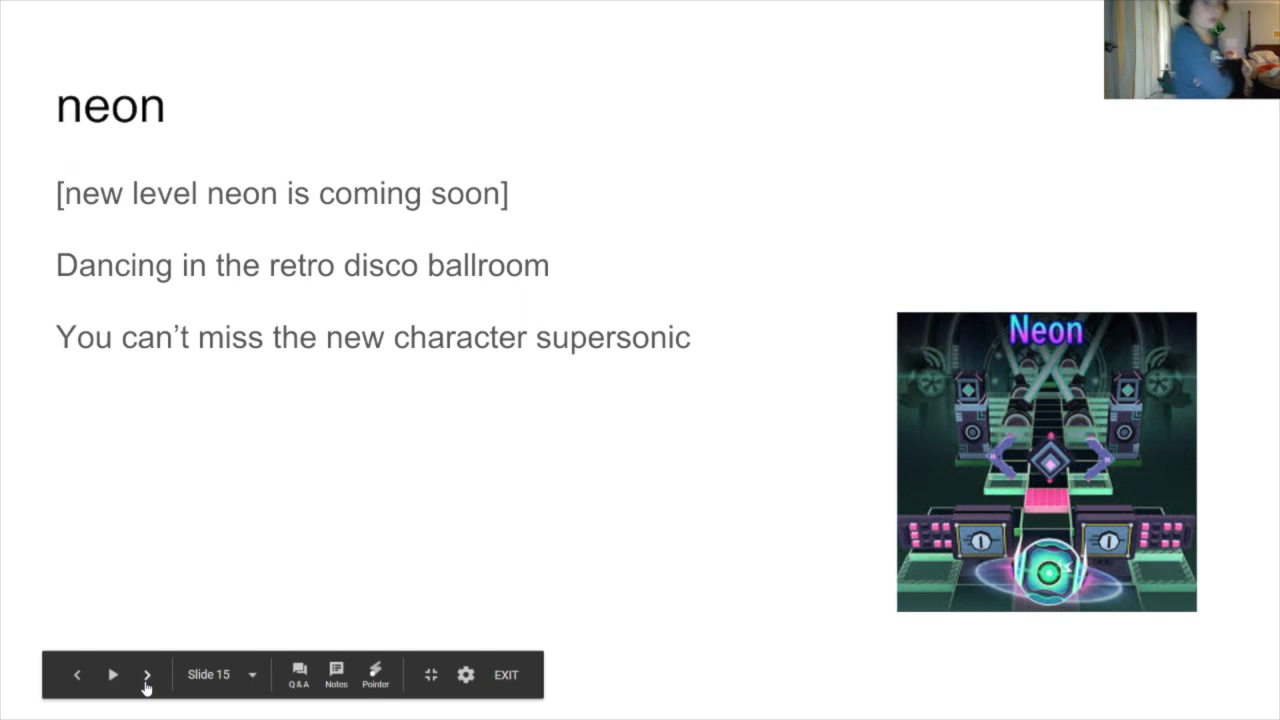 neon
[new level neon is coming soon]
Dancing in the retro disco ballroom
You can’t miss the new character supersonic
Neon
Slide 15
Q&A
Notes
Pointer
EXIT